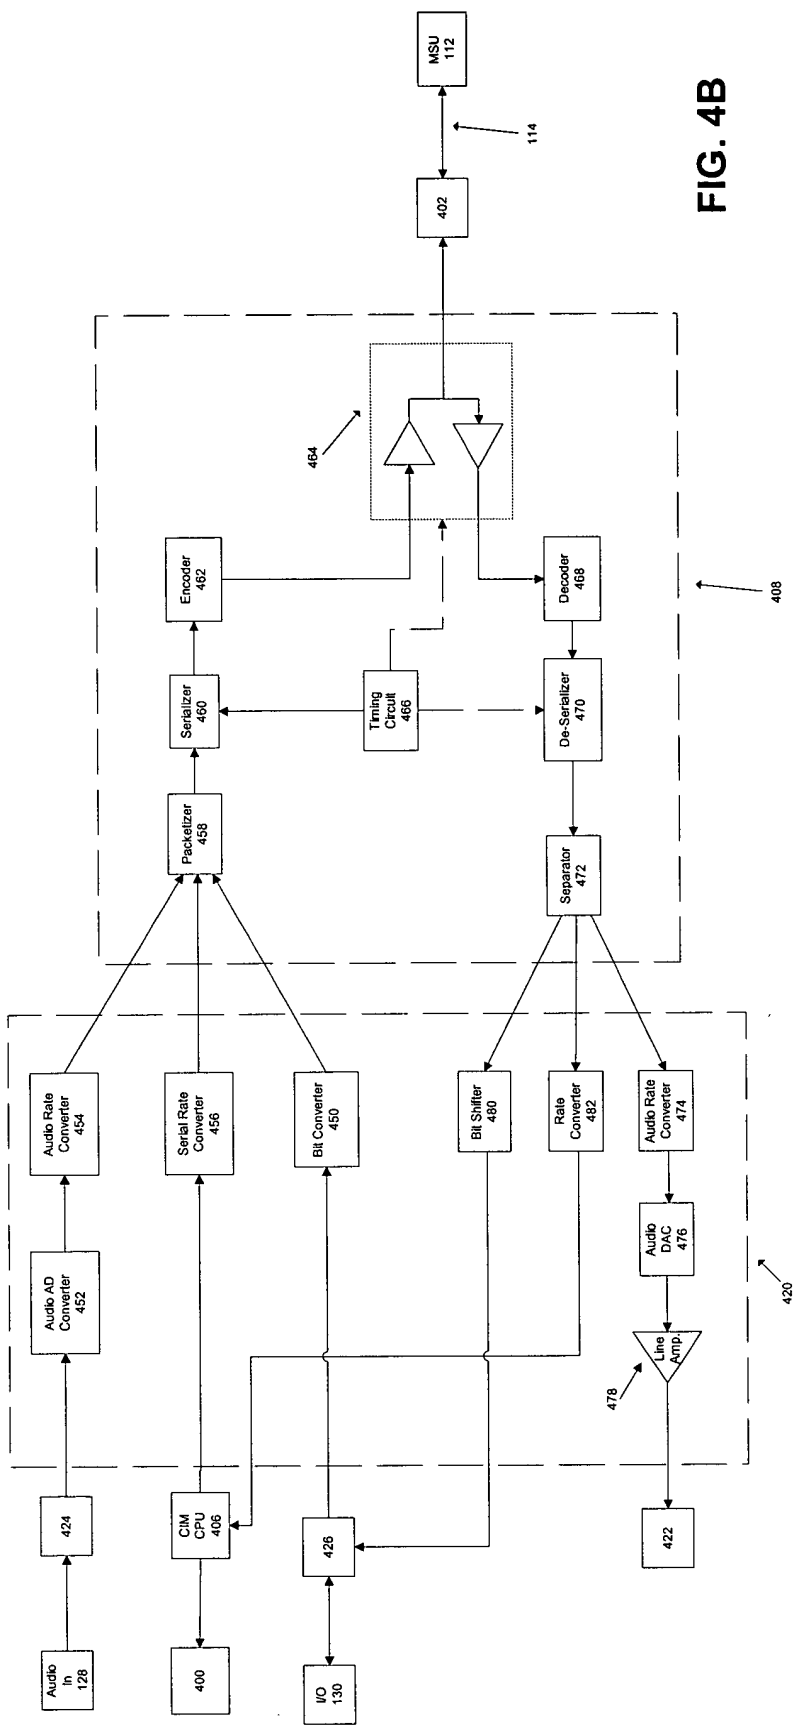 Audio
In
128
424
Audio AD
Converter
452
Audio Rate
Converter
454
400
CIM
CPU
406
Serial Rate
Converter
456
I/O
130
426
Bit Converter
450
Packetizer
458
Serializer
460
Encoder
462
Timing
Circuit
466
464
402
114
MSU
112
Bit Shifter
480
Rate
Converter
482
Separator
472
De-Serializer
470
Decoder
468
422
478
Line
Amp.
Audio
DAC
476
Audio Rate
Converter
474
420
408
FIG. 4B